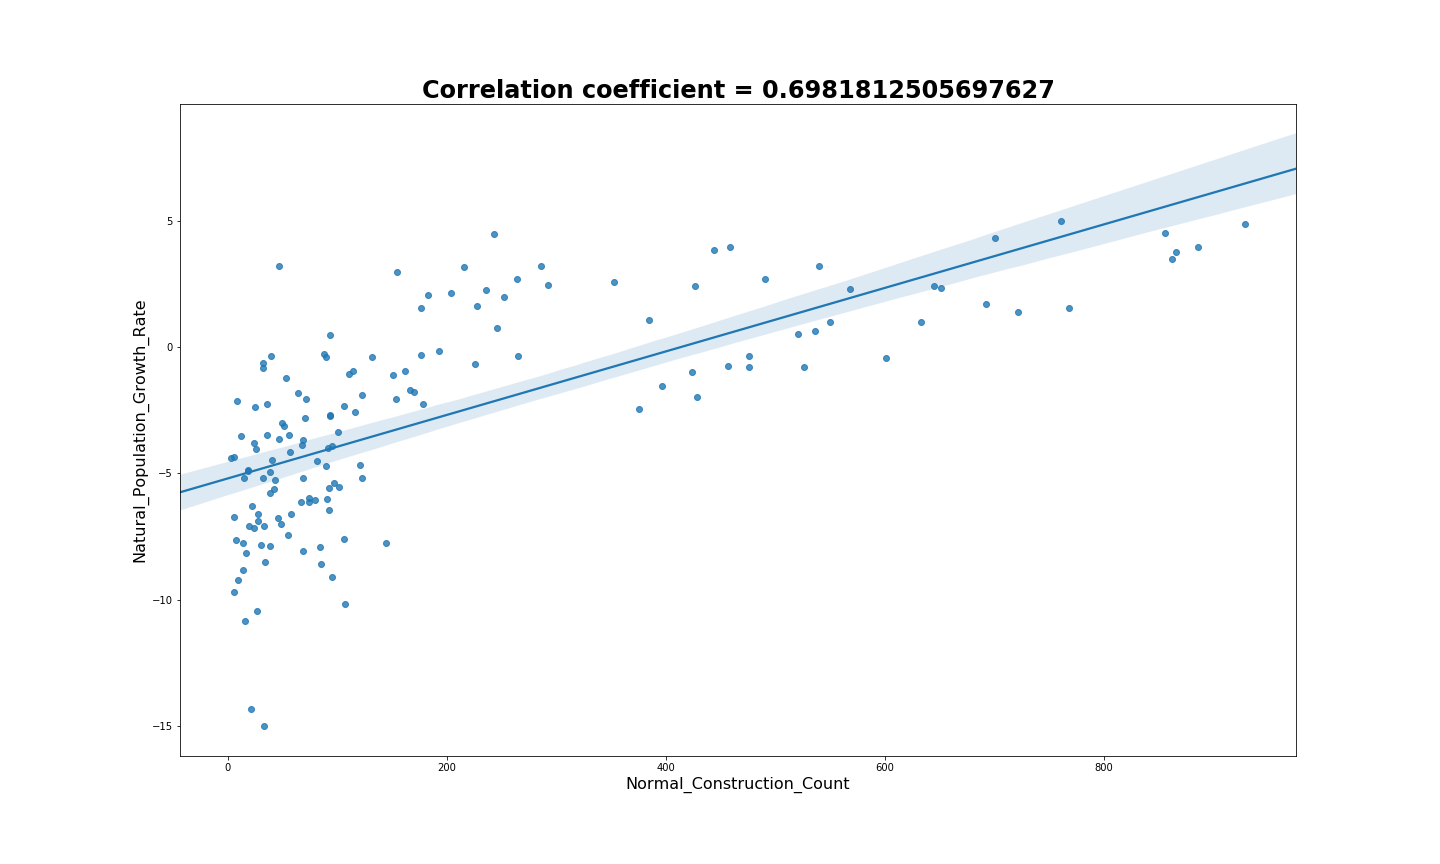 Correlation coefficient = 0.6981812505697627
5
0
−5
−10
−15
Natural_Population_Growth_Rate
0 200 400 600 800
Normal_Construction_Count